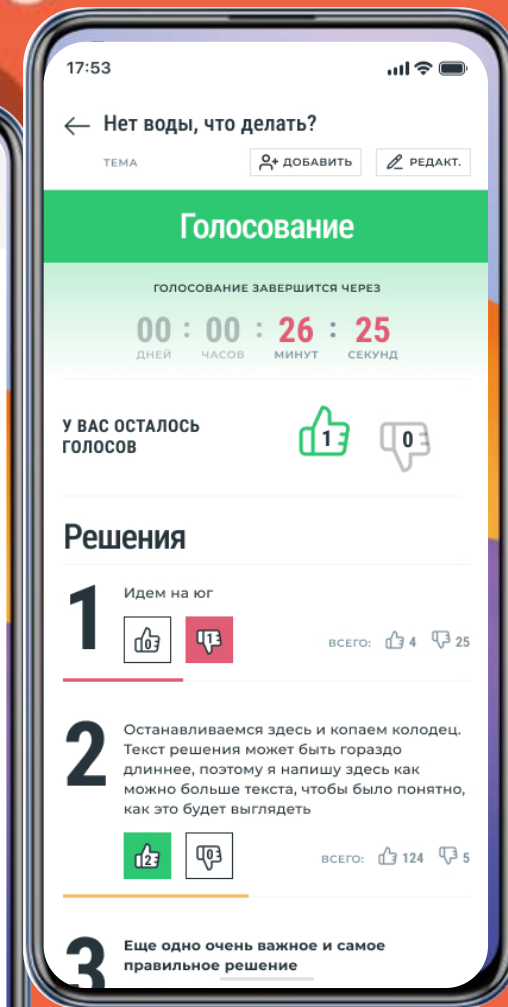 17:53
← Нет воды, что делать?
ТЕМА ДОБАВИТЬ РЕДАКТ.
Голосование
ГОЛОСОВАНИЕ ЗАВЕРШИТСЯ ЧЕРЕЗ
00 : 00 : 26 : 25
ДНЕЙ ЧАСОВ МИНУТ СЕКУНД
У ВАС ОСТАЛОСЬ
ГОЛОСОВ
1 0
Решения
1
Идем на юг
0 1 ВСЕГО: 4 25
2
Останавливаемся здесь и копаем колодец.
Текст решения может быть гораздо
длиннее, поэтому я напишу здесь как
можно больше текста, чтобы было понятно,
как это будет выглядеть
2 0 ВСЕГО: 124 5
3
Еще одно очень важное и самое
правильное решение